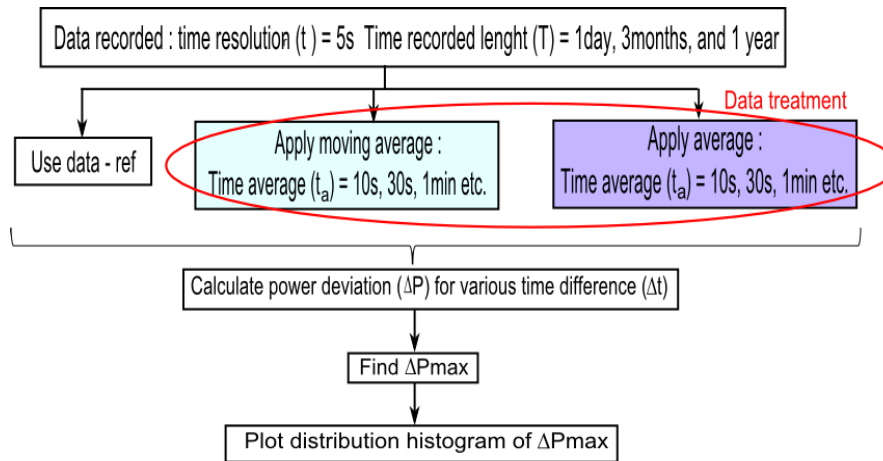 Data recorded : time resolution (t ) = 5s Time recorded lenght (T) = 1day, 3months, and 1 year
Data treatment
Use data - ref
Apply moving average :
Time average (ta) = 10s, 30s, 1min etc.
Apply average :
Time average (ta) = 10s, 30s, 1min etc.
Calculate power deviation (ΔP) for various time difference (Δt)
Find ΔPmax
Plot distribution histogram of ΔPmax